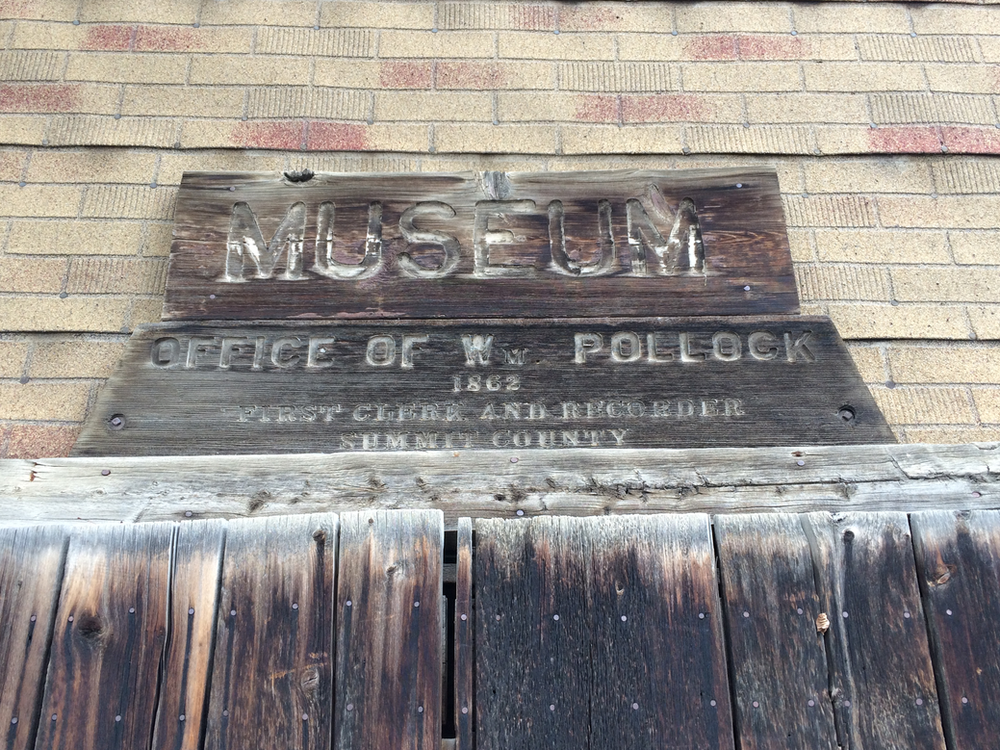 MUSEUM
OFFICE OF WM. POLLOCK
1862
FIRST CLERK AND RECORDER
SUMMIT COUNTY